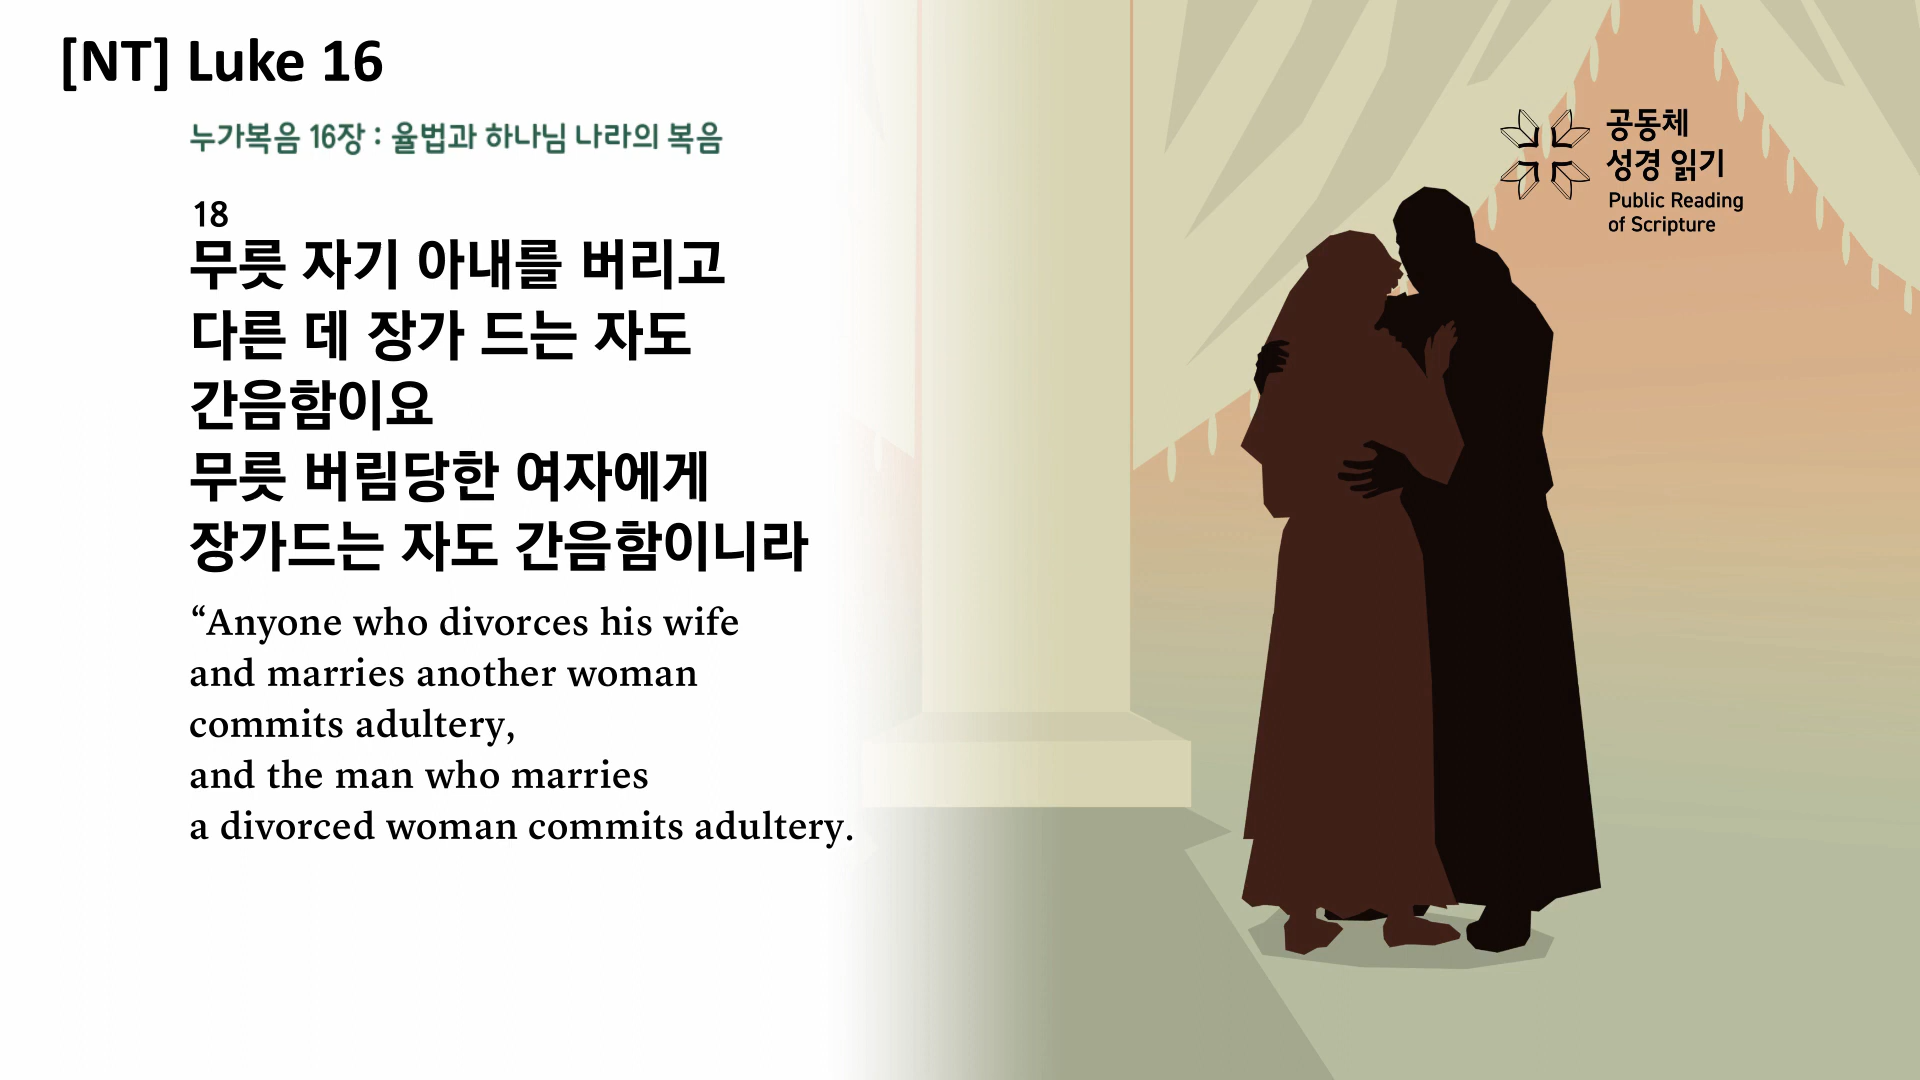 [NT] Luke 16
누가복음 16장 : 율법과 하나님 나라의 복음
18
무릇 자기 아내를 버리고
다른 데 장가 드는 자도
간음함이요
무릇 버림당한 여자에게
장가드는 자도 간음함이니라
“Anyone who divorces his wife
and marries another woman
commits adultery,
and the man who marries
a divorced woman commits adultery.
공동체
성경 읽기
Public Reading
of Scripture